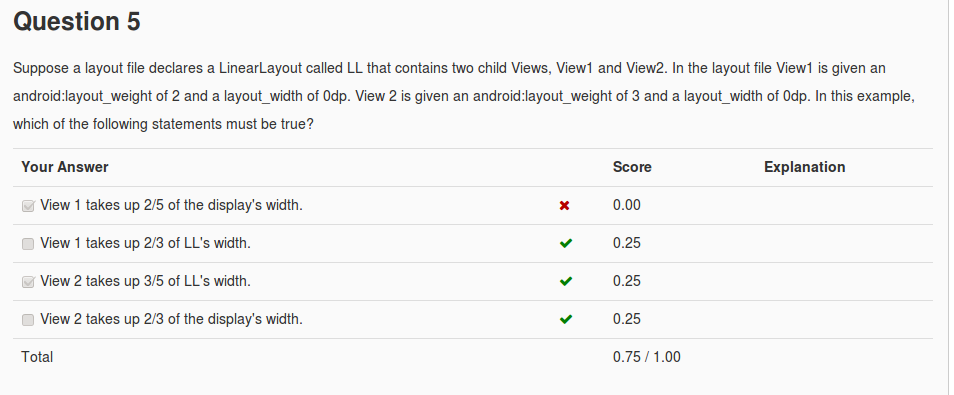 Question 5
Suppose a layout file declares a LinearLayout called LL that contains two child Views, View1 and View2. In the layout file View1 is given an
android:layout_weight of 2 and a layout_width of 0dp. View 2 is given an android:layout_weight of 3 and a layout_width of 0dp. In this example,
which of the following statements must be true?
Your Answer Score Explanation
View 1 takes up 2/5 of the display's width. 0.00
View 1 takes up 2/3 of LL's width. 0.25
View 2 takes up 3/5 of LL's width. 0.25
View 2 takes up 2/3 of the display's width. 0.25
Total 0.75 / 1.00